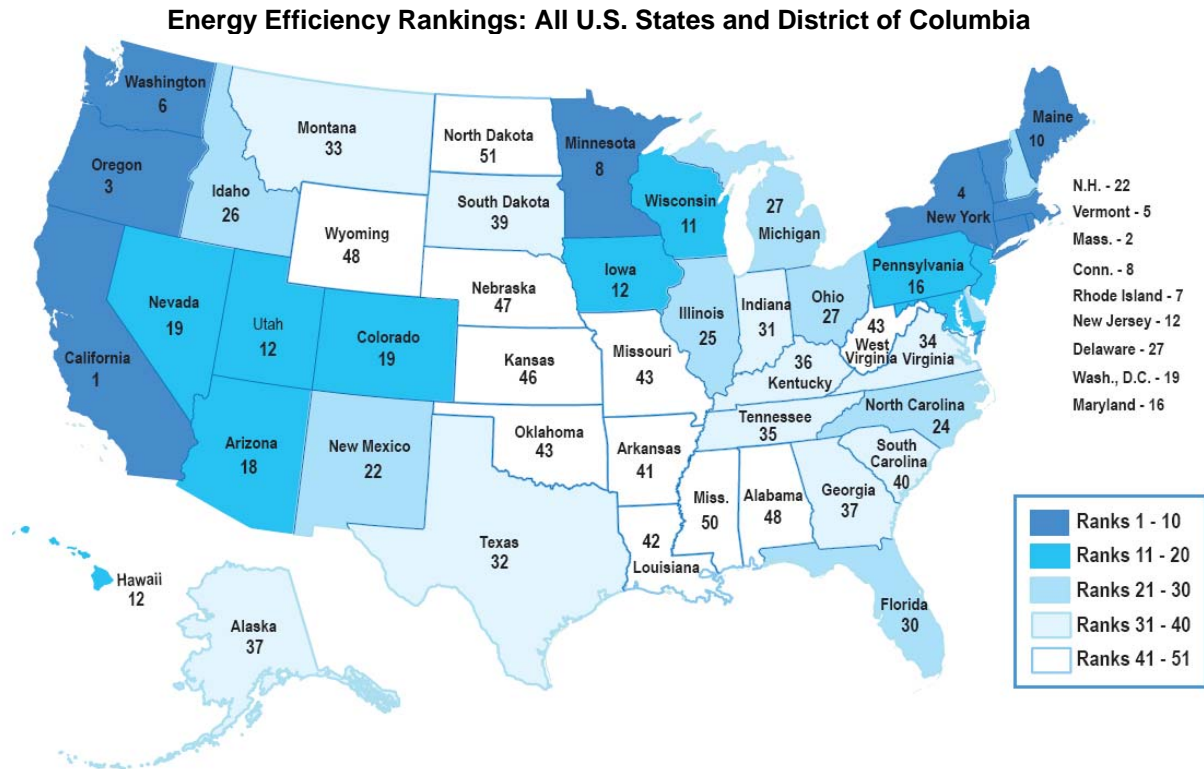 Energy Efficiency Rankings: All U.S. States and District of Columbia
Washington
6
Oregon
3
California
1
Idaho
26
Nevada
19
Utah
12
Arizona
18
Montana
33
Wyoming
48
Colorado
19
New Mexico
22
North Dakota
51
South Dakota
39
Nebraska
47
Kansas
46
Oklahoma
43
Texas
32
Minnesota
8
Iowa
12
Missouri
43
Arkansas
41
42
Louisiana
Wisconsin
11
Illinois
25
27
Michigan
Indiana
31
Ohio
27
36
Kentucky
Tennessee
35
Miss.
50
Alabama
48
Georgia
37
Florida
30
South
Carolina
40
North Carolina
24
34
Virginia
43
West
Virginia
Pennsylvania
16
4
New York
Maine
10
N.H. - 22
Vermont - 5
Mass. - 2
Conn. - 8
Rhode Island - 7
New Jersey - 12
Delaware - 27
Wash., D.C. - 19
Maryland - 16
Hawaii
12
Alaska
37
Ranks 1 - 10
Ranks 11 - 20
Ranks 21 - 30
Ranks 31 - 40
Ranks 41 - 51